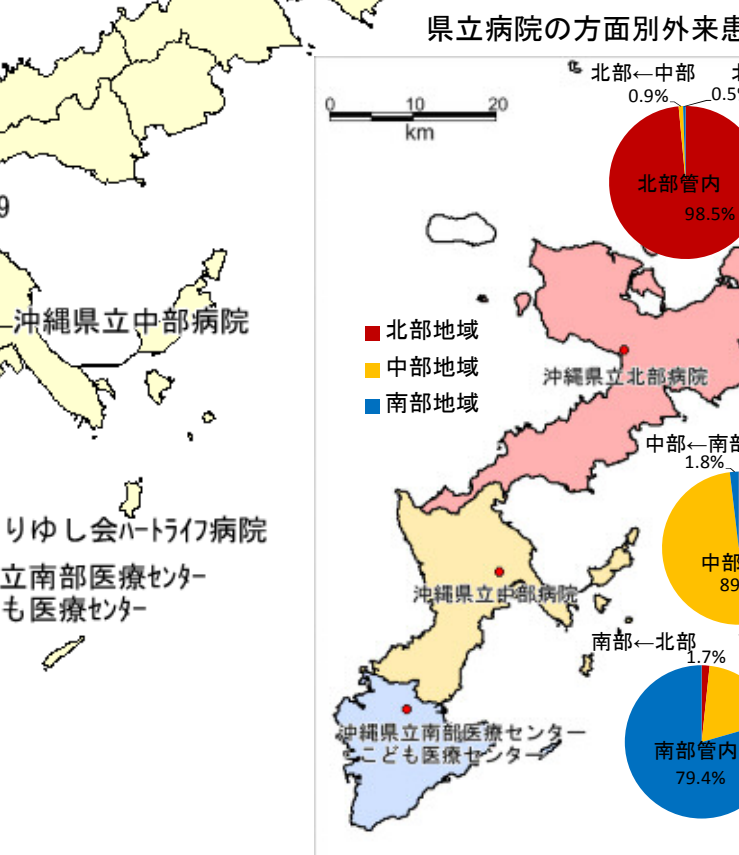 9
沖縄県立中部病院
りゆし会ハートライフ病院
立南部医療センター
も医療センター
県立病院の方面別外来患
0 10 20
km
北部←中部
0.9%
0.5
北部管内
98.5%
北部地域
中部地域
南部地域
沖縄県立北部病院
中部←南部
1.8%
中部
89
沖縄県立中部病院
南部←北部
1.7%
南部管内
79.4%
沖縄県立南部医療センター
こども医療センター